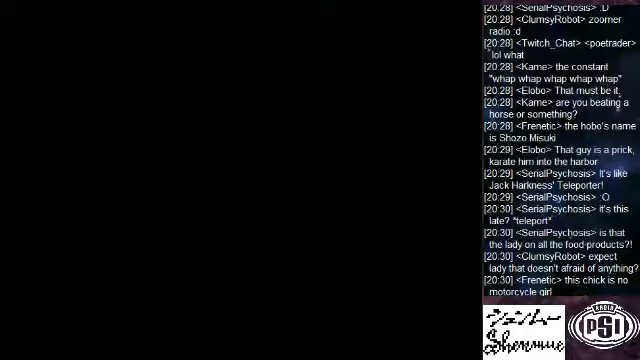 [20:28] <SerialPsychosis> :D
[20:28] <ClumsyRobot> zoomer
radio :d
[20:28] <Twitch_Chat> <poetrader>
lol what
[20:28] <Kame> the constant
"whap whap whap whap whap"
[20:28] <Elobo> That must be it.
[20:28] <Kame> are you beating a
horse or something?
[20:28] <Frenetic> the hobo's name
is Shozo Misuki
[20:29] <Elobo> That guy is a prick,
karate him into the harbor
[20:29] <SerialPsychosis> It's like
Jack Harkness' Teleporter!
[20:29] <SerialPsychosis> :O
[20:30] <SerialPsychosis> it's this
late? *teleport*
[20:30] <SerialPsychosis> is that
the lady on all the food-products?!
[20:30] <ClumsyRobot> expect
lady that doesn't afraid of anything?
[20:30] <Frenetic> this chick is no
motorcycle girl
Shenmue
RADIO
PSI